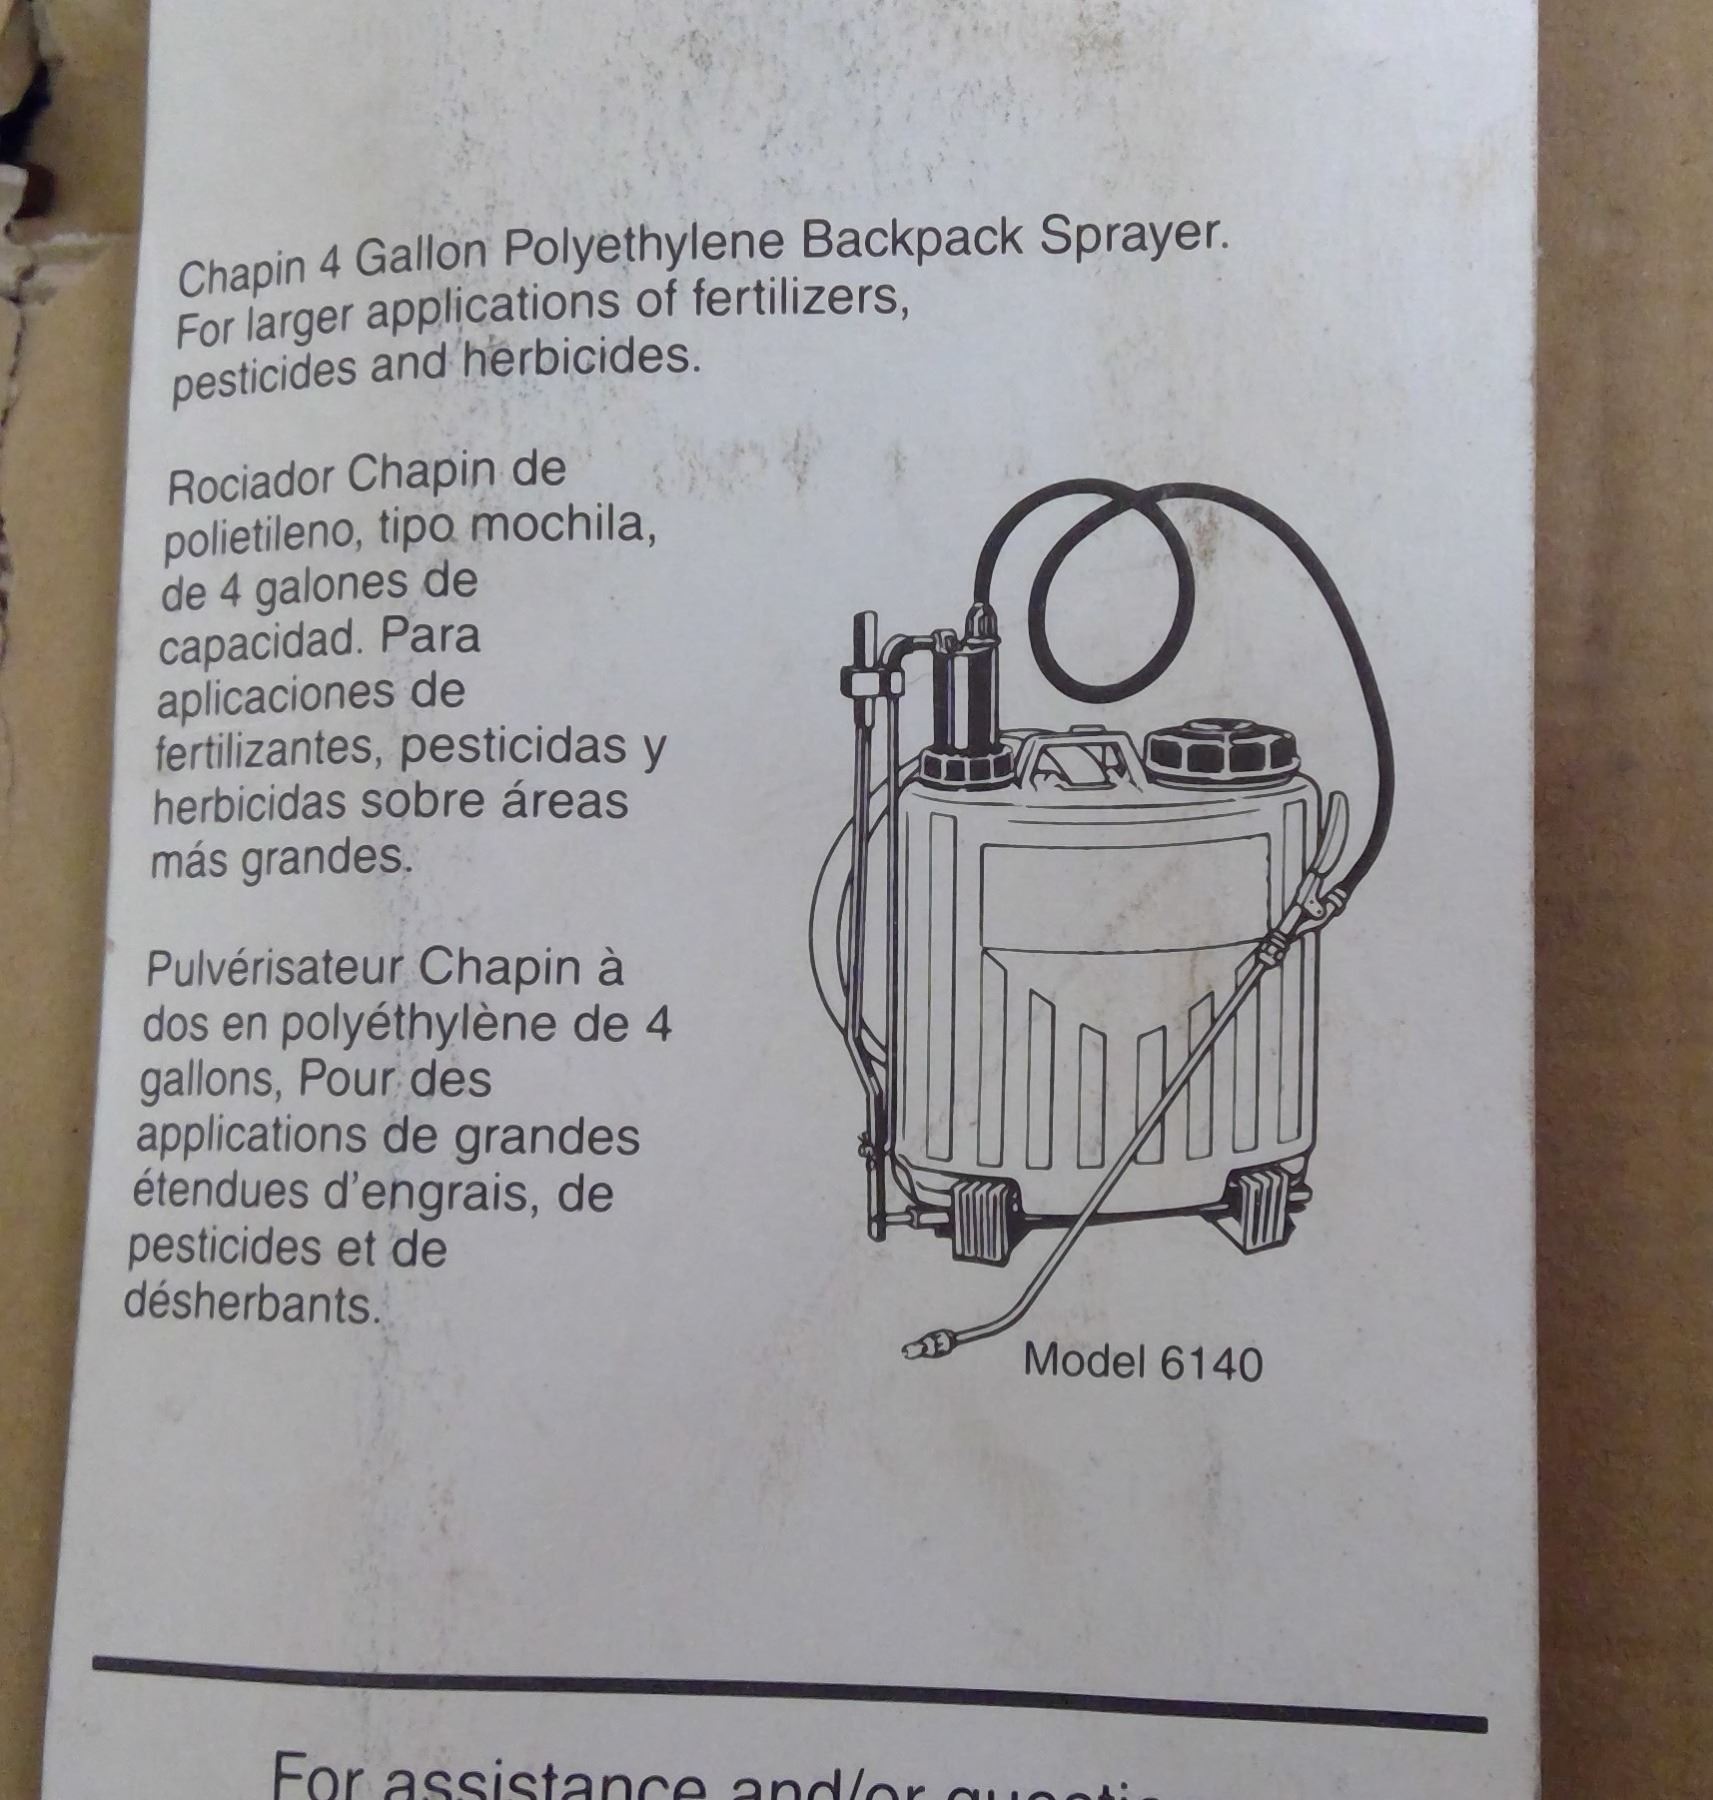 Chapin 4 Gallon Polyethylene Backpack Sprayer.
For larger applications of fertilizers,
pesticides and herbicides.
Rociador Chapin de
polietileno, tipo mochila,
de 4 galones de
capacidad. Para
aplicaciones de
fertilizantes, pesticidas y
herbicidas sobre áreas
más grandes.
Pulvérisateur Chapin à
dos en polyéthylène de 4
gallons, Pour des
applications de grandes
étendues d'engrais, de
pesticides et de
désherbants.
Model 6140
For assistance and/or